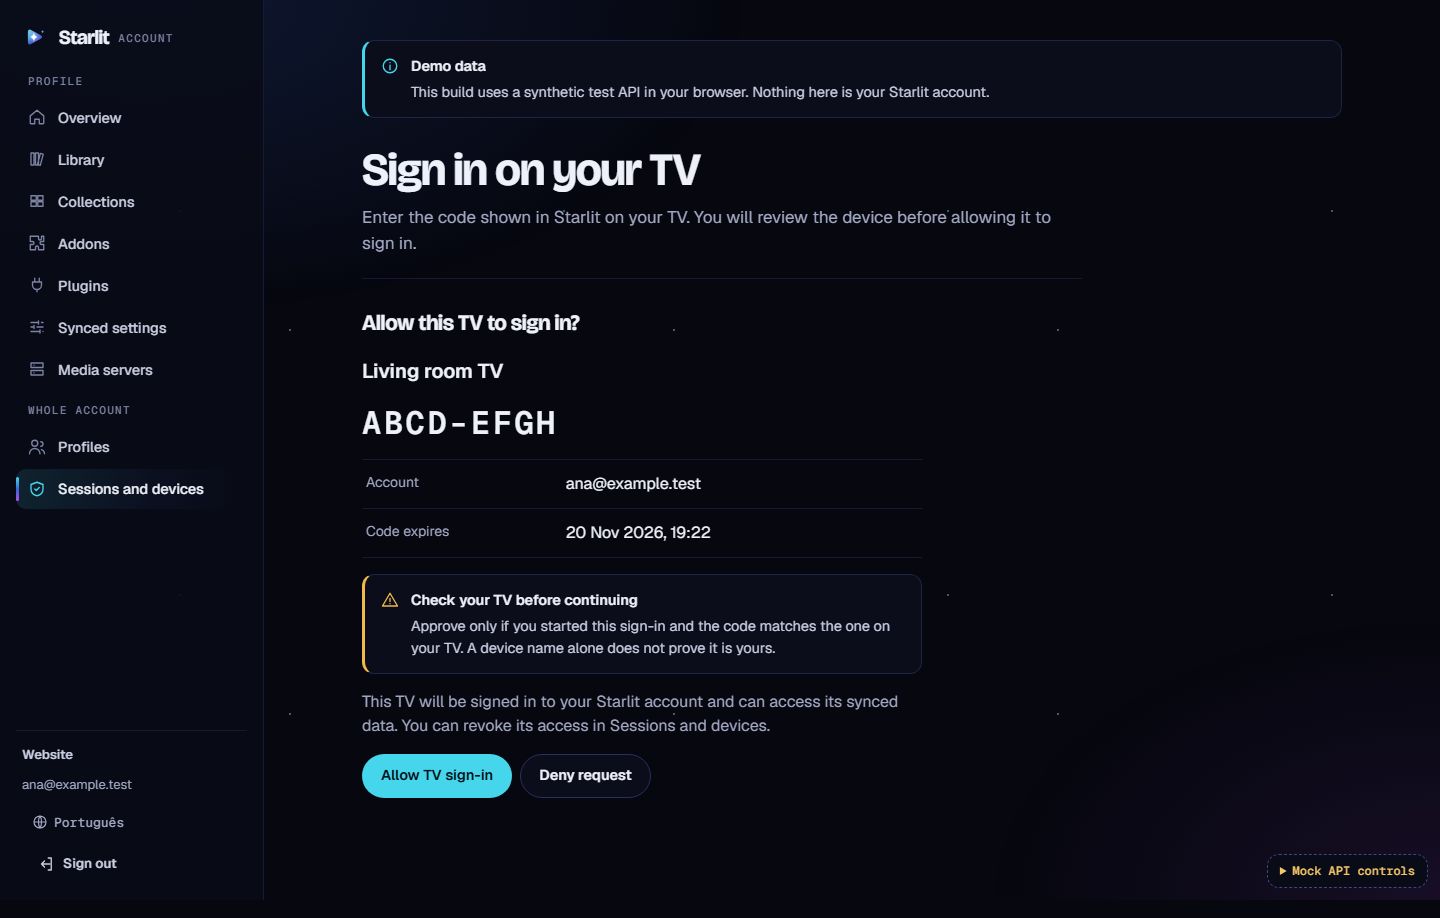 Starlit ACCOUNT
PROFILE
Overview
Library
Collections
Addons
Plugins
Synced settings
Media servers
WHOLE ACCOUNT
Profiles
Sessions and devices
Website
ana@example.test
Português
Sign out
Demo data
This build uses a synthetic test API in your browser. Nothing here is your Starlit account.
Sign in on your TV
Enter the code shown in Starlit on your TV. You will review the device before allowing it to
sign in.
Allow this TV to sign in?
Living room TV
ABCD-EFGH
Account ana@example.test
Code expires 20 Nov 2026, 19:22
Check your TV before continuing
Approve only if you started this sign-in and the code matches the one on
your TV. A device name alone does not prove it is yours.
This TV will be signed in to your Starlit account and can access its synced
data. You can revoke its access in Sessions and devices.
Allow TV sign-in Deny request
Mock API controls